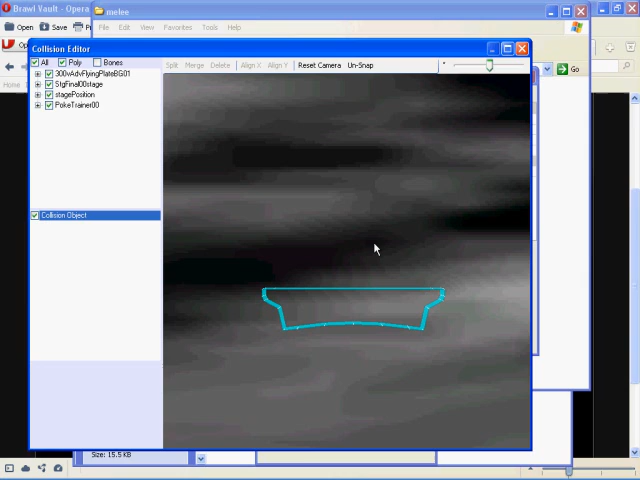 Brawl Vault - Opera
melee
Open Save Pr
File Edit View Favorites Tools Help
Collision Editor
Go
All Poly Bones
Split Merge Delete Align X Align Y Reset Camera Un-Snap
300vAdvFlyingPlateBG01
StgFinal00stage
stagePosition
PokeTrainer00
Home
Collision Object
Size: 15.5 KB